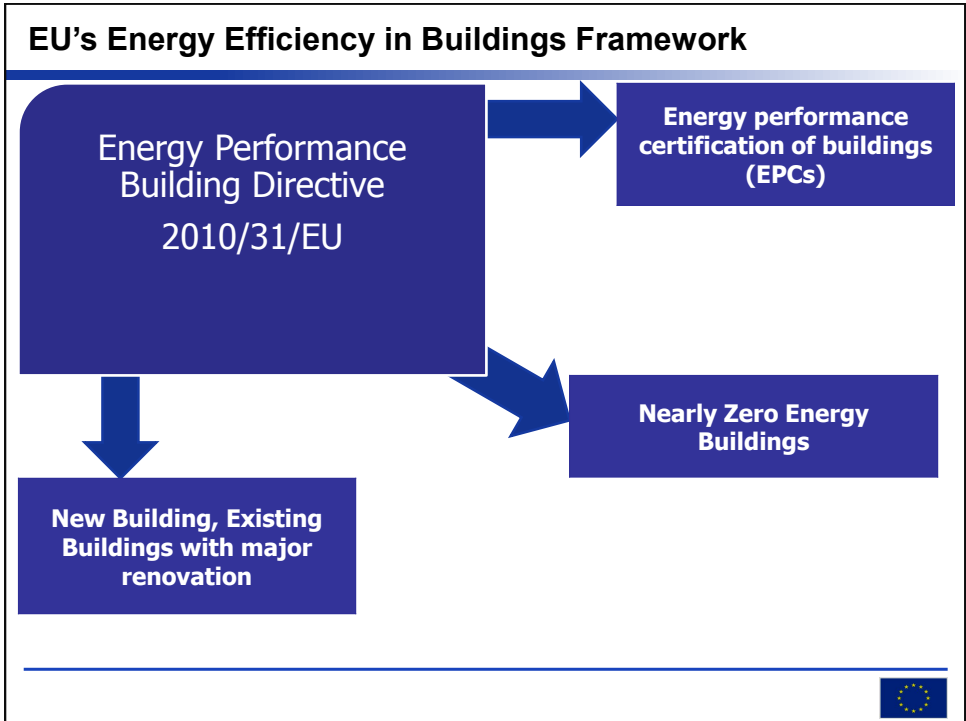 EU's Energy Efficiency in Buildings Framework
Energy Performance
Building Directive
2010/31/EU
Energy performance
certification of buildings
(EPCs)
Nearly Zero Energy
Buildings
New Building, Existing
Buildings with major
renovation